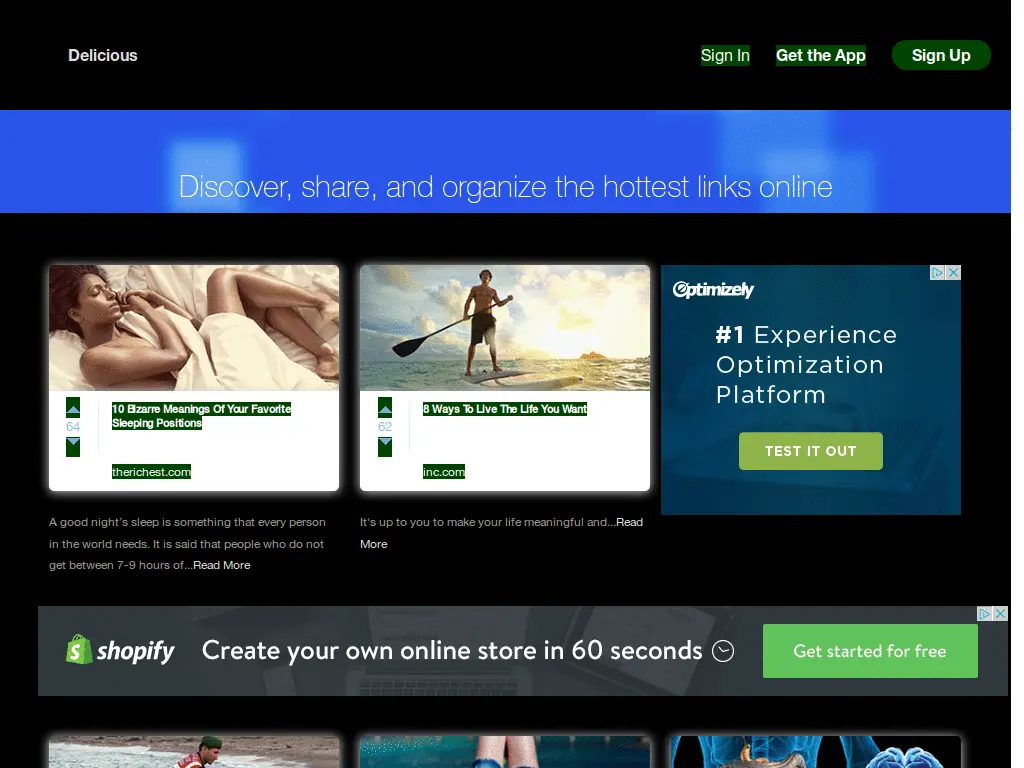 Delicious
Sign In
Get the App
Sign Up
Discover, share, and organize the hottest links online
64
10 Bizarre Meanings Of Your Favorite
Sleeping Positions
therichest.com
62
8 Ways To Live The Life You Want
inc.com
Optimizely
#1 Experience
Optimization
Platform
TEST IT OUT
A good night's sleep is something that every person
in the world needs. It is said that people who do not
get between 7-9 hours of...Read More
It's up to you to make your life meaningful and...Read
More
shopify
Create your own online store in 60 seconds
Get started for free